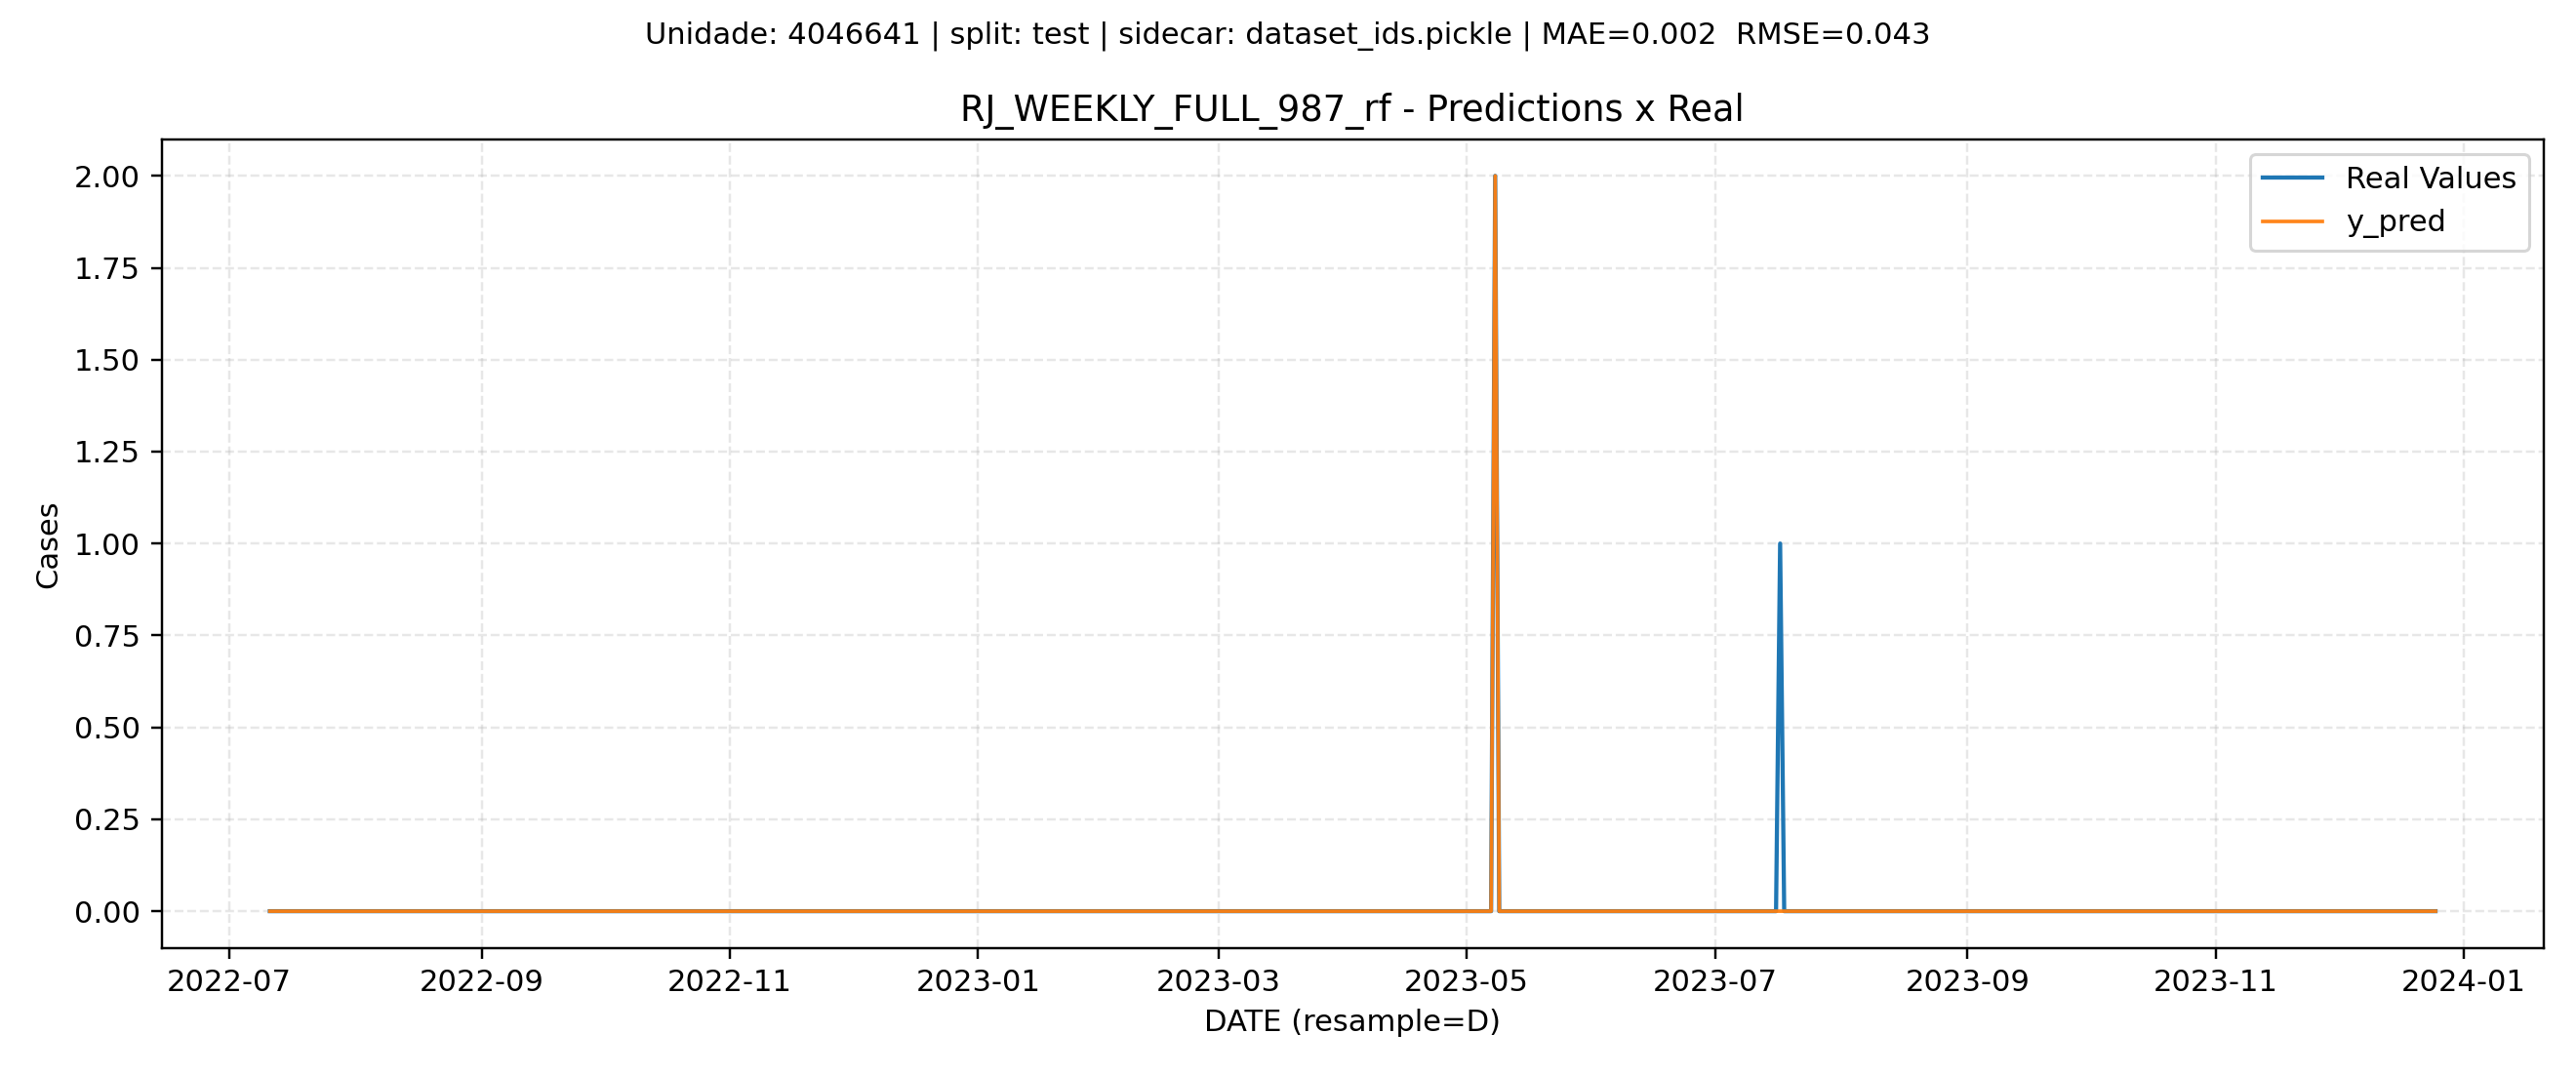 Unidade: 4046641 | split: test | sidecar: dataset_ids.pickle | MAE=0.002  RMSE=0.043
RJ_WEEKLY_FULL_987_rf - Predictions x Real
Real Values
y_pred
2.00
1.75
1.50
1.25
1.00
0.75
0.50
0.25
0.00
Cases
2022-07 2022-09 2022-11 2023-01 2023-03 2023-05 2023-07 2023-09 2023-11 2024-01
DATE (resample=D)